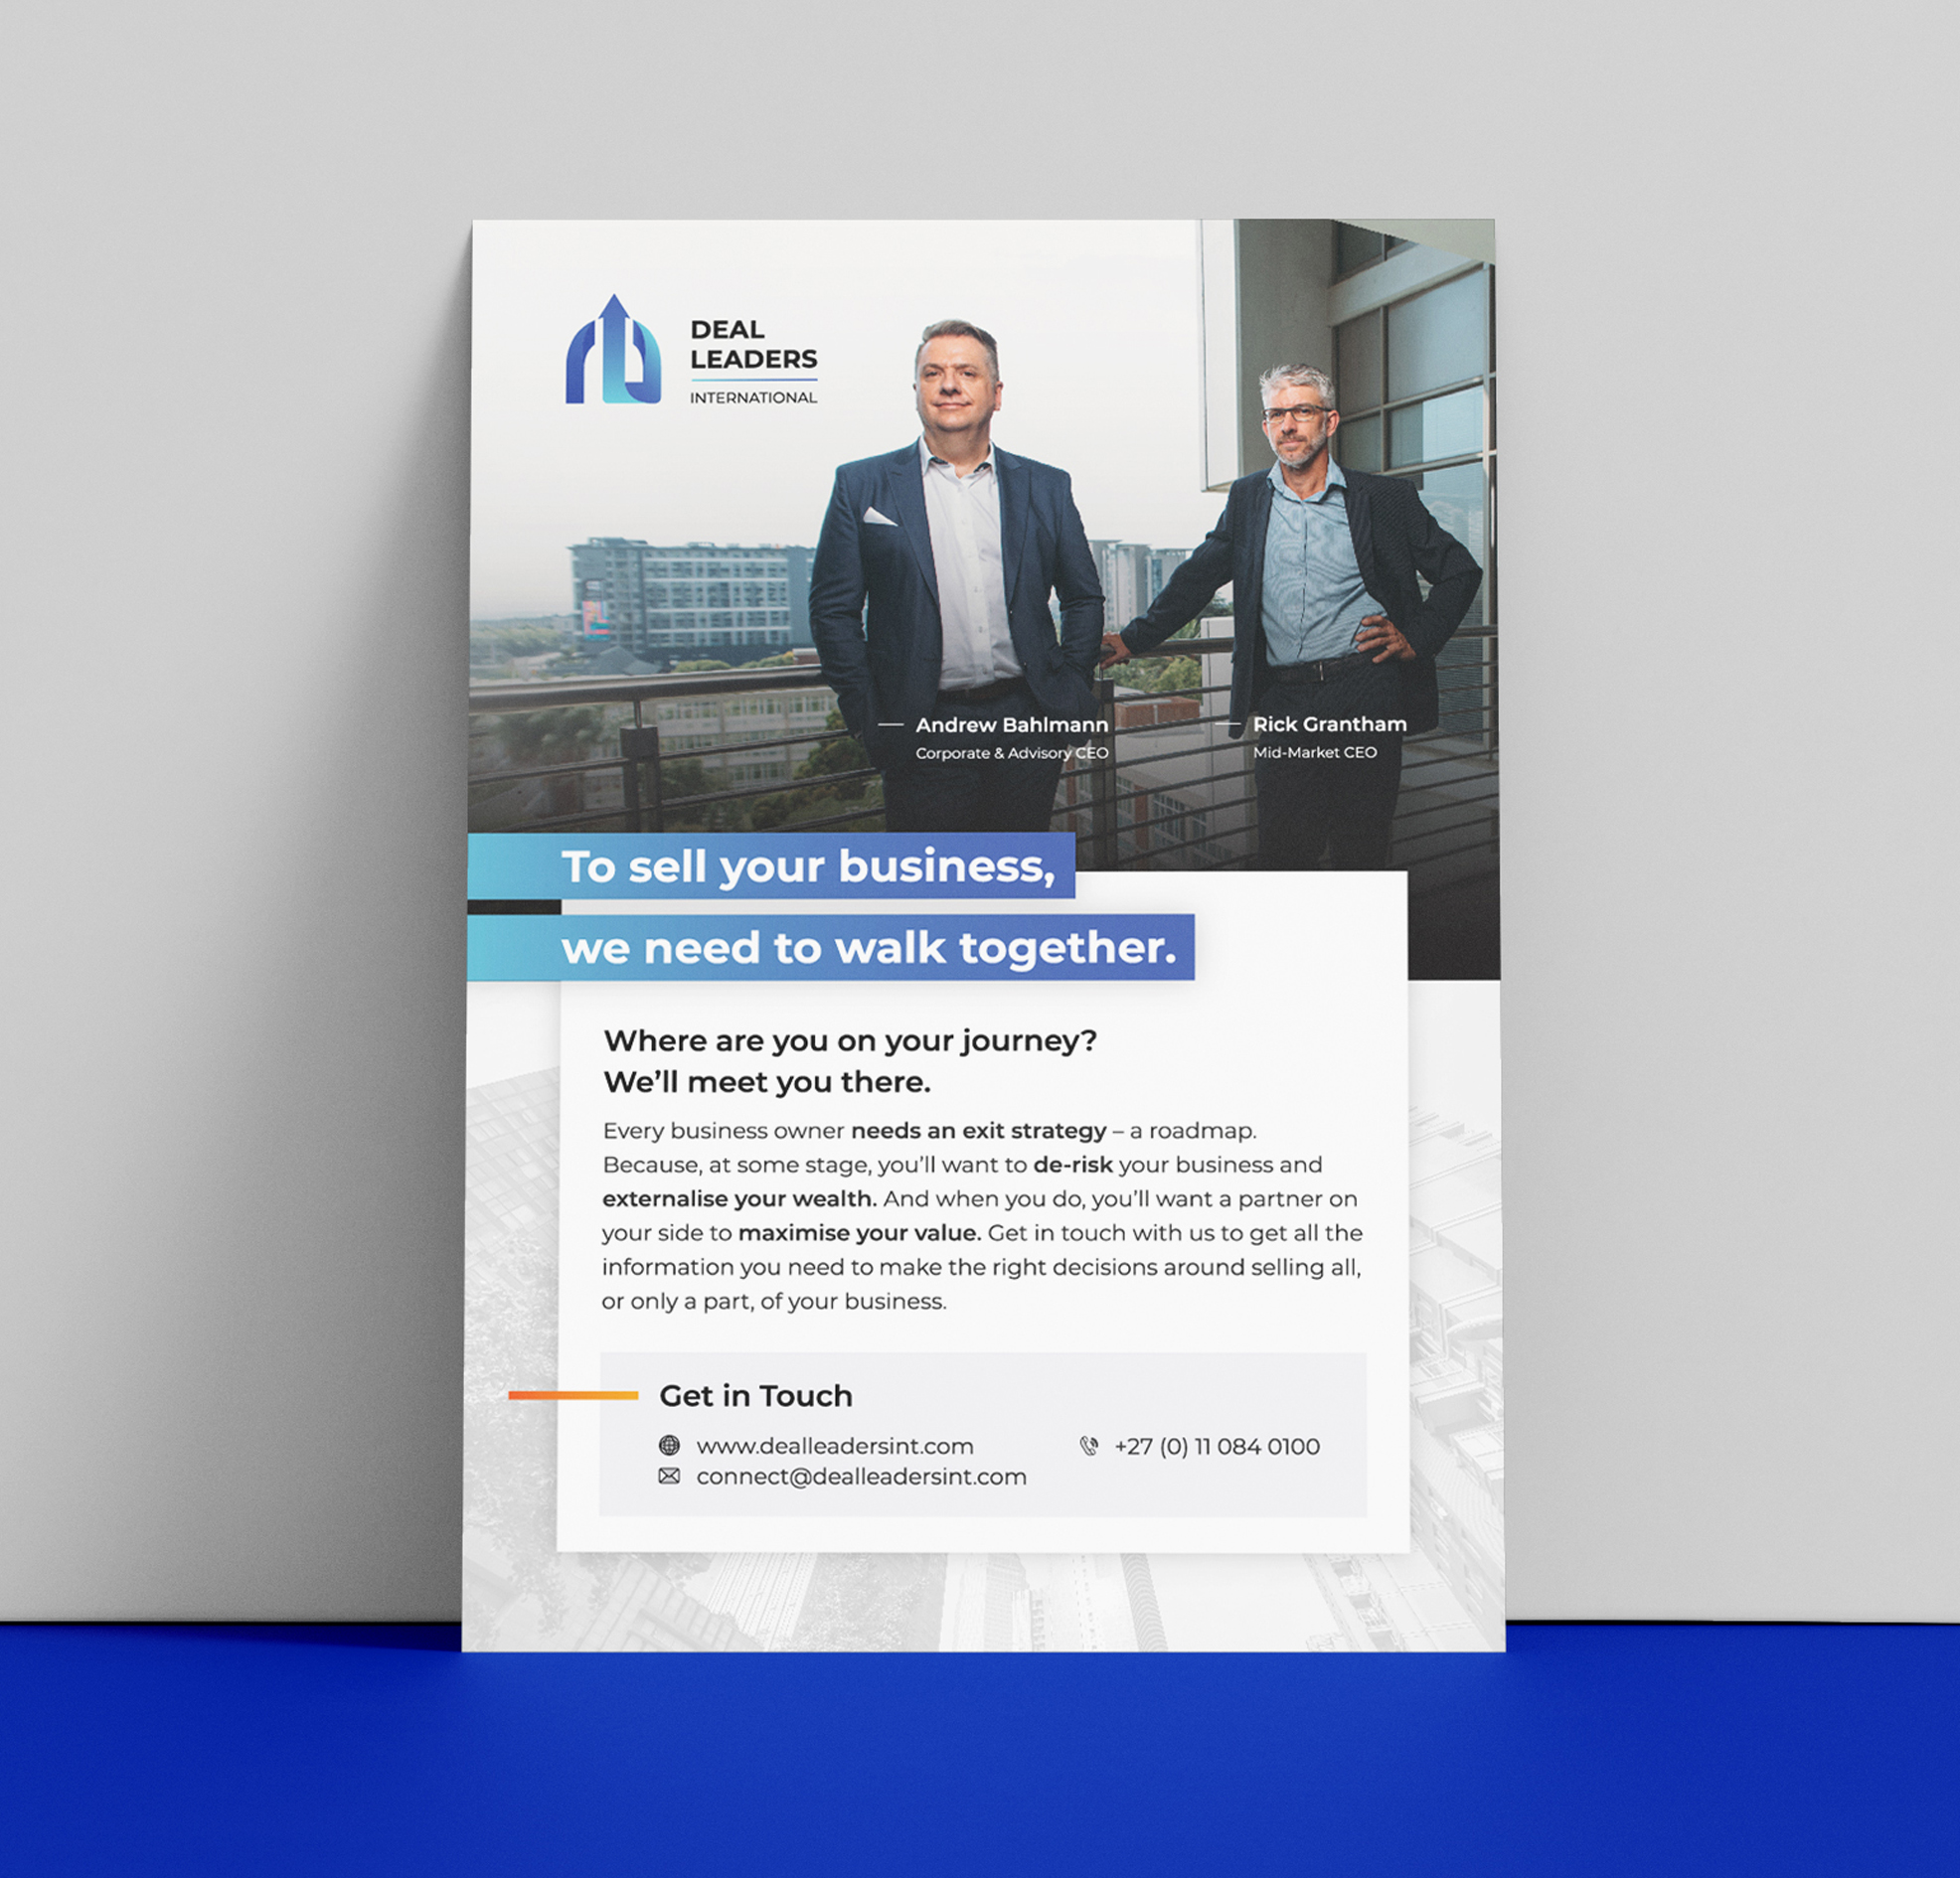 DEAL
LEADERS
INTERNATIONAL
Andrew Bahlmann
Corporate & Advisory CEO
Rick Grantham
Mid-Market CEO
To sell your business,
we need to walk together.
Where are you on your journey?
We'll meet you there.
Every business owner needs an exit strategy – a roadmap.
Because, at some stage, you'll want to de-risk your business and
externalise your wealth. And when you do, you'll want a partner on
your side to maximise your value. Get in touch with us to get all the
information you need to make the right decisions around selling all,
or only a part, of your business.
Get in Touch
www.dealleadersint.com
+27 (0) 11 084 0100
connect@dealleadersint.com